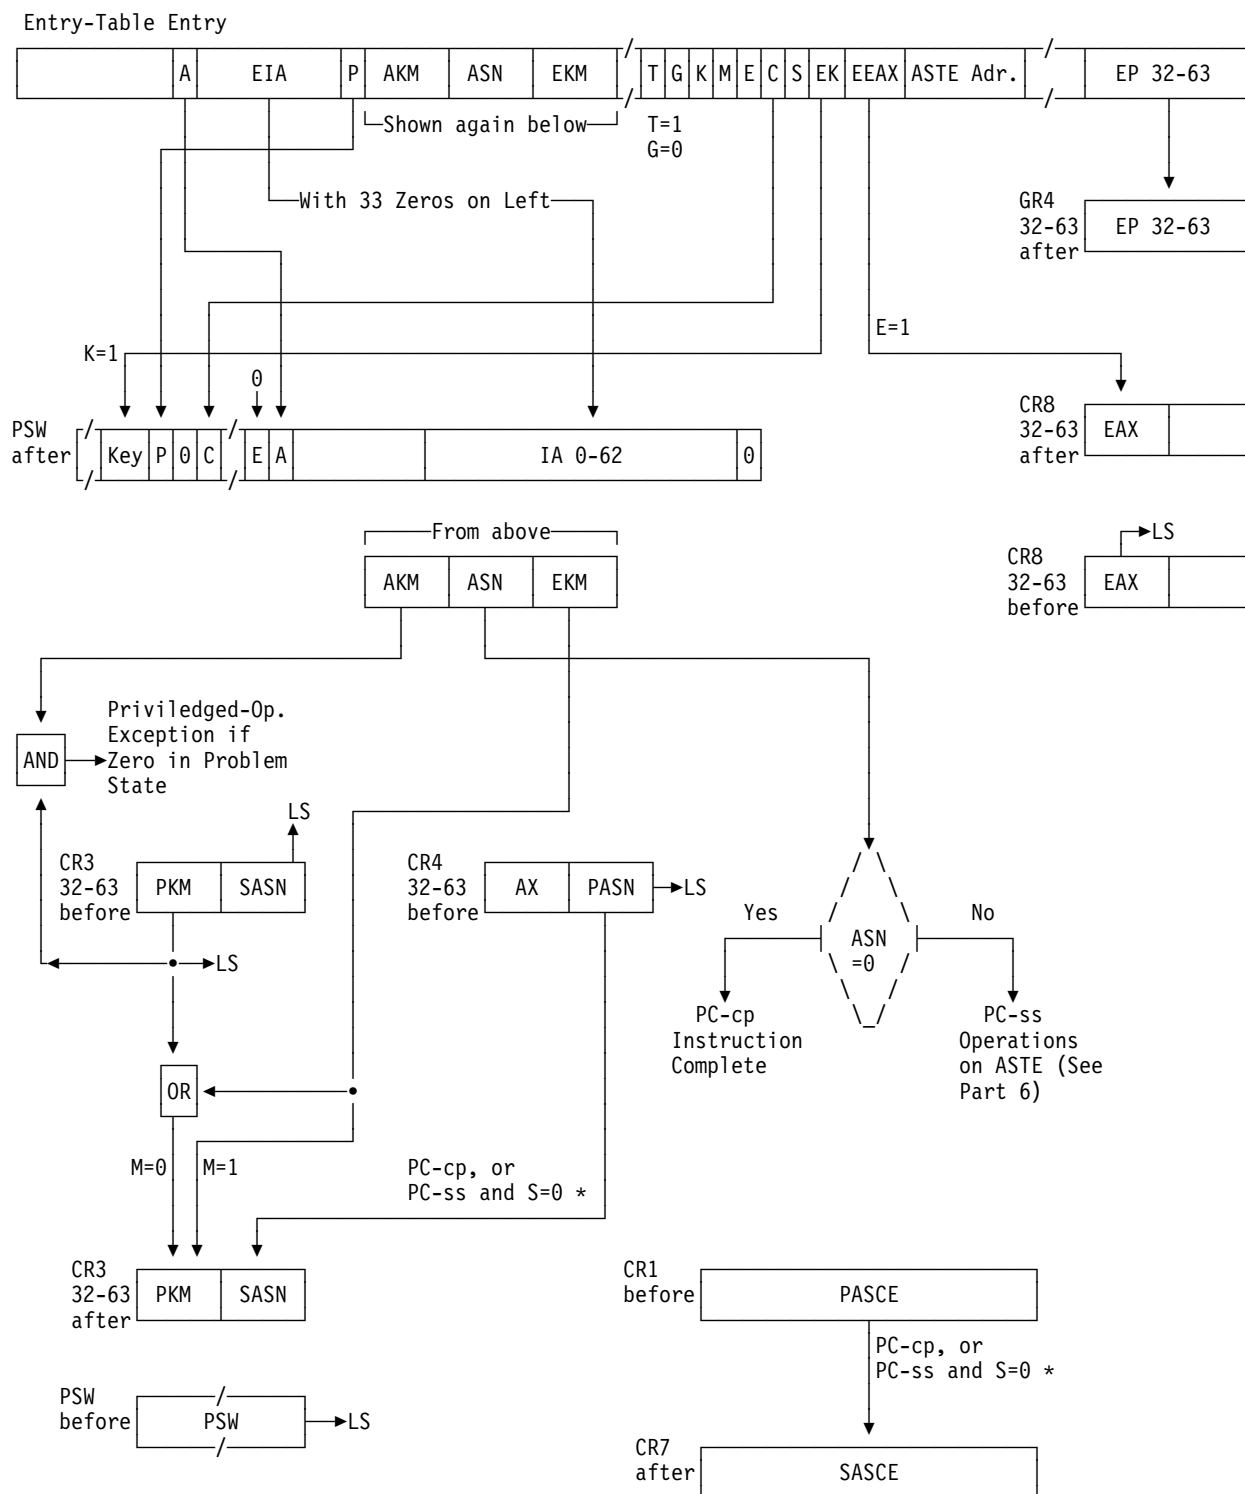 Entry-Table Entry
A EIA P AKM ASN EKM T G K M E C S EK EEAX ASTE Adr. EP 32-63
Shown again below
T=1
G=0
With 33 Zeros on Left
GR4
32-63
after
EP 32-63
K=1
E=1
0
PSW
after
Key P 0 C E A IA 0-62 0
CR8
32-63
after
EAX
From above
AKM ASN EKM
LS
CR8
32-63
before
EAX
Priviledged-Op.
Exception if
Zero in Problem
State
AND
LS
CR3
32-63
before
PKM SASN
LS
CR4
32-63
before
AX PASN
LS
Yes
No
ASN
=0
PC-cp
Instruction
Complete
PC-ss
Operations
on ASTE (See
Part 6)
OR
M=0
M=1
PC-cp, or
PC-ss and S=0 *
CR3
32-63
after
PKM SASN
CR1
before
PASCE
PC-cp, or
PC-ss and S=0 *
PSW
before
PSW
LS
CR7
after
SASCE